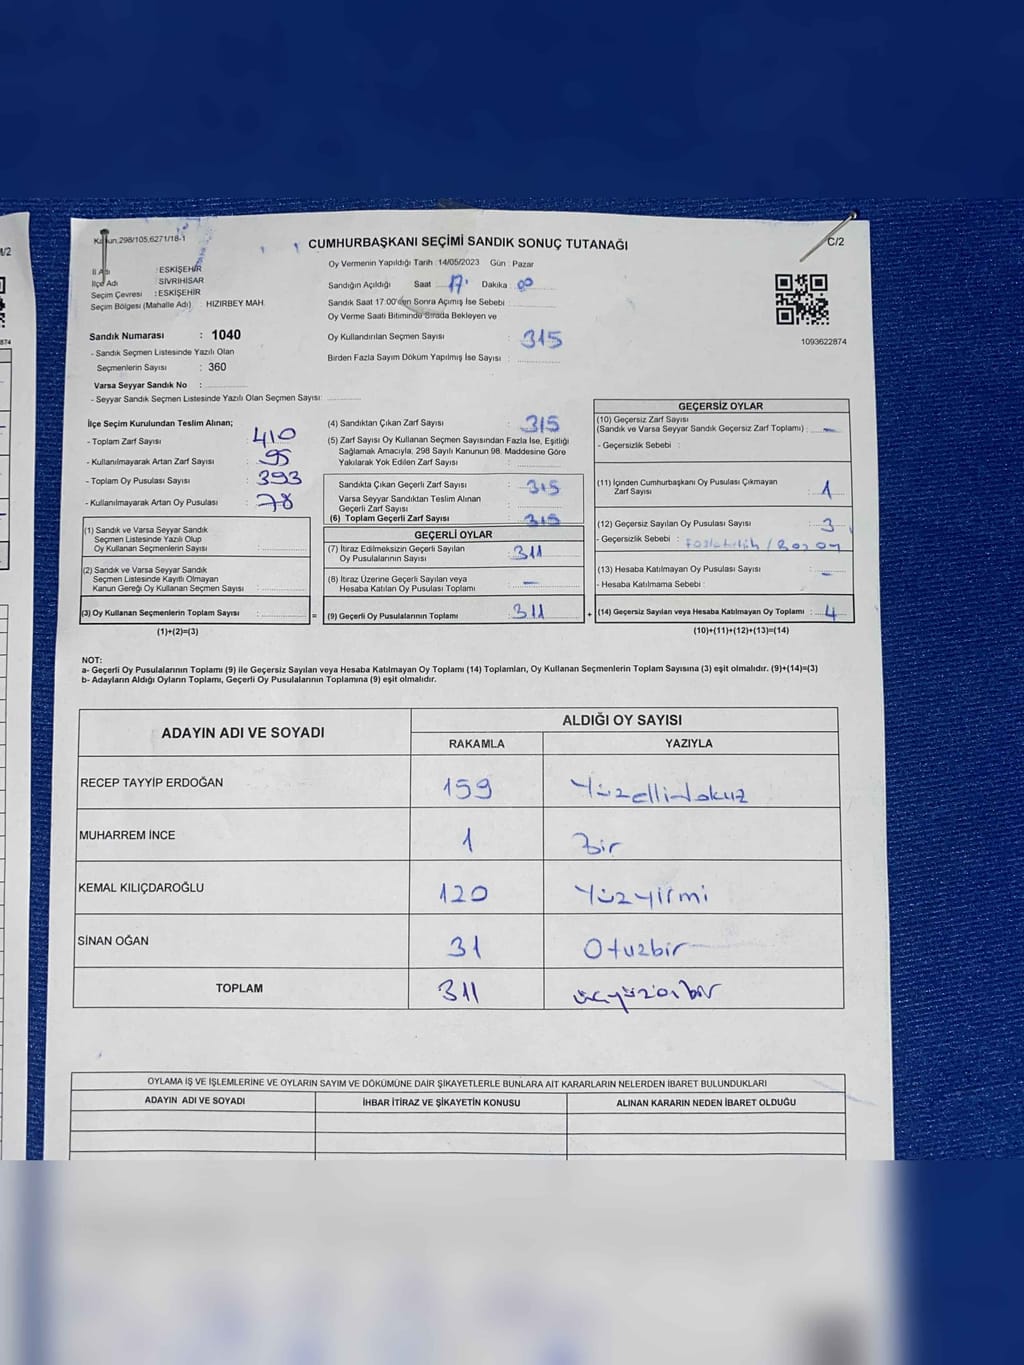 Kanun.298/105,6271/18-1
CUMHURBAŞKANI SEÇİMİ SANDIK SONUÇ TUTANAĞI
C/2
İl Adı : ESKİŞEHİR
İlçe Adı : SİVRİHİSAR
Seçim Çevresi : ESKİŞEHİR
Seçim Bölgesi (Mahalle Adı) : HIZIRBEY MAH.
Oy Vermenin Yapıldığı Tarih :14/05/2023 Gün : Pazar
Sandığın Açıldığı Saat 17 Dakika 00
Sandık Saat 17:00'den Sonra Açımış İse Sebebi :
Oy Verme Saati Bitiminde Sırada Bekleyen ve
Oy Kullandırılan Seçmen Sayısı : 315
Birden Fazla Sayım Döküm Yapılmış İse Sayısı :
1093622874
Sandık Numarası : 1040
- Sandık Seçmen Listesinde Yazılı Olan
Seçmenlerin Sayısı : 360
Varsa Seyyar Sandık No :
- Seyyar Sandık Seçmen Listesinde Yazılı Olan Seçmen Sayısı:
İlçe Seçim Kurulundan Teslim Alınan;
- Toplam Zarf Sayısı : 410
- Kullanılmayarak Artan Zarf Sayısı : 95
- Toplam Oy Pusulası Sayısı : 393
- Kullanılmayarak Artan Oy Pusulası : 78
(1) Sandık ve Varsa Seyyar Sandık
Seçmen Listesinde Yazılı Olup
Oy Kullanan Seçmenlerin Sayısı :
(2) Sandık ve Varsa Seyyar Sandık
Seçmen Listesinde Kayıtlı Olmayan
Kanun Gereği Oy Kullanan Seçmen Sayısı :
(3) Oy Kullanan Seçmenlerin Toplam Sayısı : =
(1)+(2)=(3)
(4) Sandıktan Çıkan Zarf Sayısı : 315
(5) Zarf Sayısı Oy Kullanan Seçmen Sayısından Fazla İse, Eşitliği
Sağlamak Amacıyla, 298 Sayılı Kanunun 98. Maddesine Göre
Yakılarak Yok Edilen Zarf Sayısı :
Sandıkta Çıkan Geçerli Zarf Sayısı : 315
Varsa Seyyar Sandıktan Teslim Alınan
Geçerli Zarf Sayısı :
(6) Toplam Geçerli Zarf Sayısı : 315
GEÇERLİ OYLAR
(7) İtiraz Edilmeksizin Geçerli Sayılan
Oy Pusulalarının Sayısı : 311
(8) İtiraz Üzerine Geçerli Sayılan veya
Hesaba Katılan Oy Pusulası Toplamı : —
(9) Geçerli Oy Pusulalarının Toplamı : 311 +
GEÇERSİZ OYLAR
(10) Geçersiz Zarf Sayısı
(Sandık ve Varsa Seyyar Sandık Geçersiz Zarf Toplamı) : —
- Geçersizlik Sebebi :
(11) İçinden Cumhurbaşkanı Oy Pusulası Çıkmayan
Zarf Sayısı : 1
(12) Geçersiz Sayılan Oy Pusulası Sayısı : 3
- Geçersizlik Sebebi :
(13) Hesaba Katılmayan Oy Pusulası Sayısı : —
- Hesaba Katılmama Sebebi :
(14) Geçersiz Sayılan veya Hesaba Katılmayan Oy Toplamı : 4
(10)+(11)+(12)+(13)=(14)
NOT:
a- Geçerli Oy Pusulalarının Toplamı (9) ile Geçersiz Sayılan veya Hesaba Katılmayan Oy Toplamı (14) Toplamları, Oy Kullanan Seçmenlerin Toplam Sayısına (3) eşit olmalıdır. (9)+(14)=(3)
b- Adayların Aldığı Oyların Toplamı, Geçerli Oy Pusulalarının Toplamına (9) eşit olmalıdır.
ADAYIN ADI VE SOYADI
ALDIĞI OY SAYISI
RAKAMLA YAZIYLA
RECEP TAYYİP ERDOĞAN 159 Yüzellidokuz
MUHARREM İNCE 1 Bir
KEMAL KILIÇDAROĞLU 120 Yüzyirmi
SİNAN OĞAN 31 Otuzbir
TOPLAM 311 üçyüzonbir
OYLAMA İŞ VE İŞLEMLERİNE VE OYLARIN SAYIM VE DÖKÜMÜNE DAİR ŞİKAYETLERLE BUNLARA AİT KARARLARIN NELERDEN İBARET BULUNDUKLARI
ADAYIN ADI VE SOYADI İHBAR İTİRAZ VE ŞİKAYETİN KONUSU ALINAN KARARIN NEDEN İBARET OLDUĞU